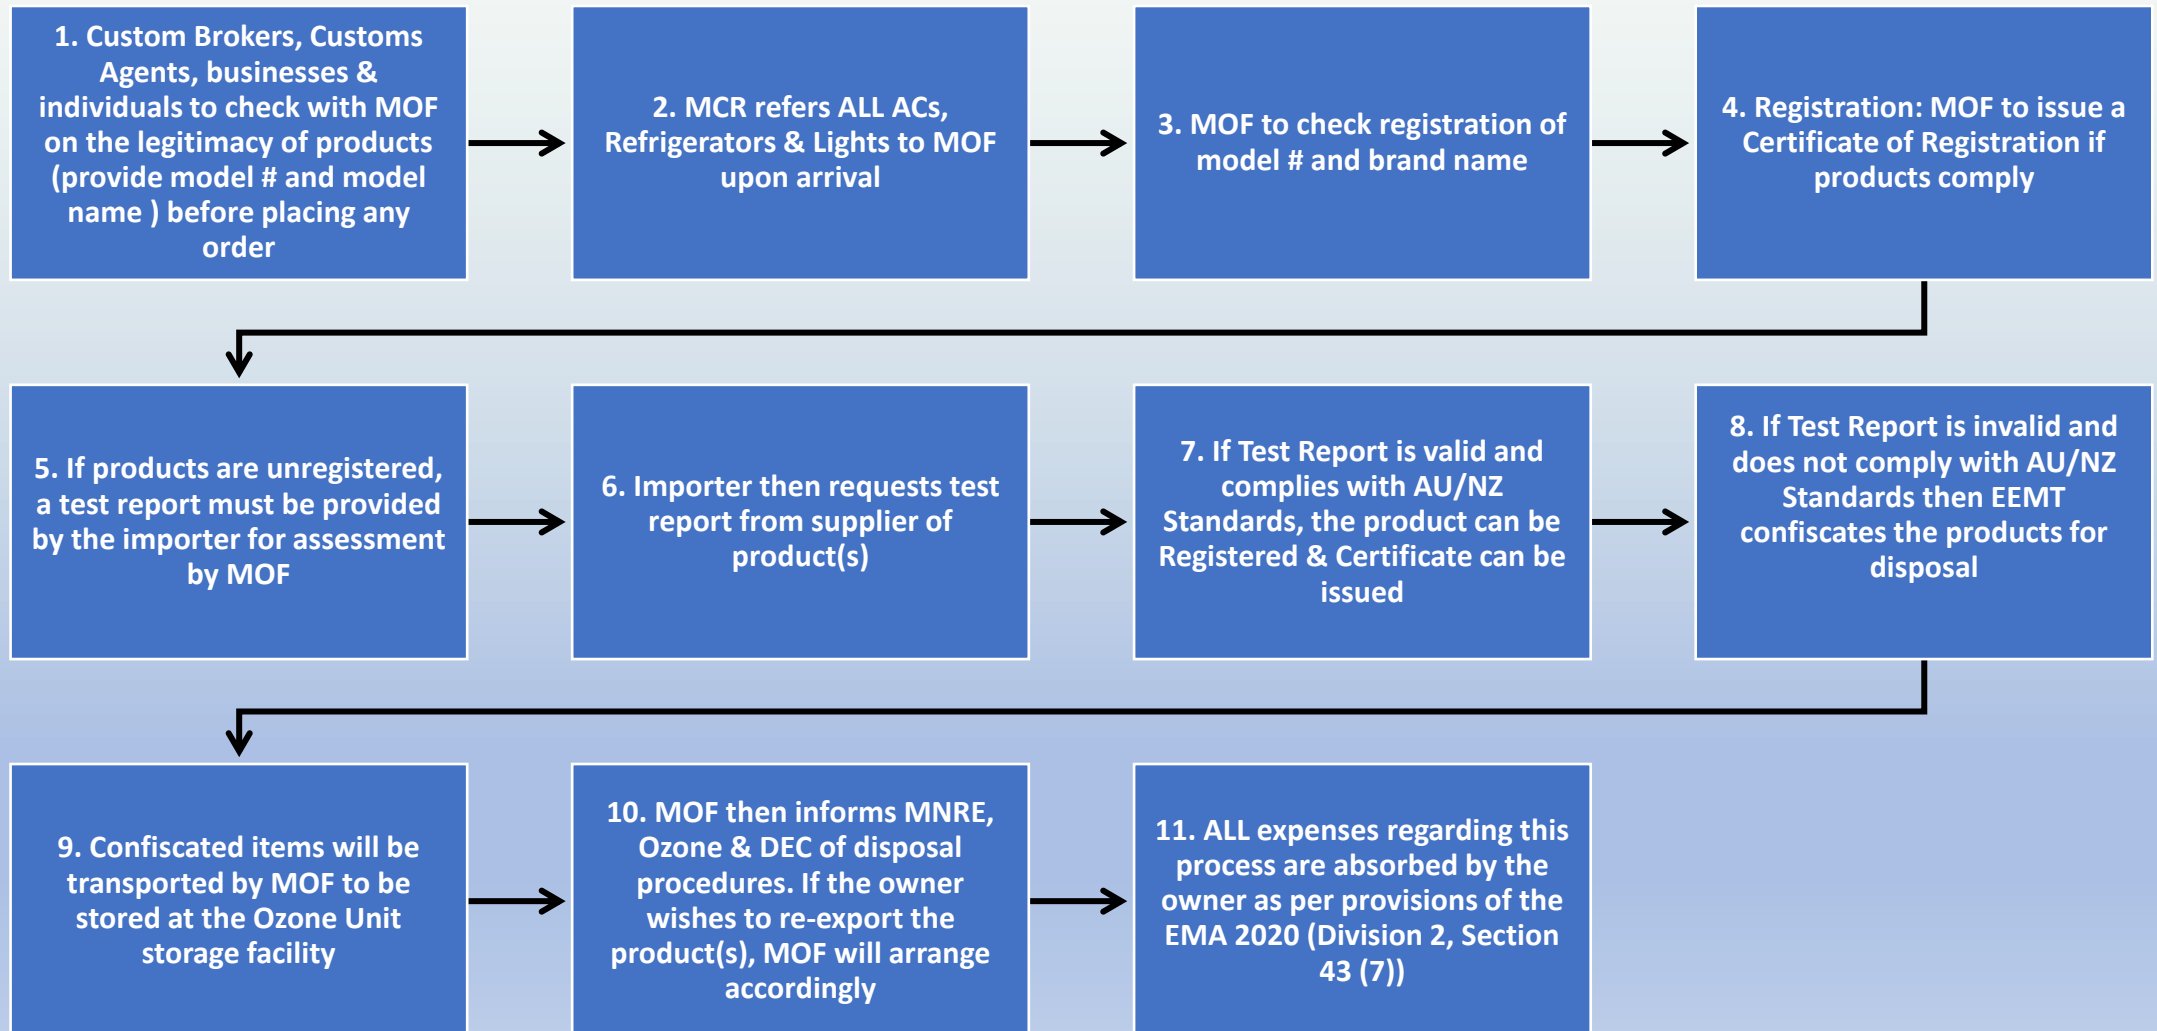 1. Custom Brokers, Customs
Agents, businesses &
individuals to check with MOF
on the legitimacy of products
(provide model # and model
name ) before placing any
order
2. MCR refers ALL ACs,
Refrigerators & Lights to MOF
upon arrival
3. MOF to check registration of
model # and brand name
4. Registration: MOF to issue a
Certificate of Registration if
products comply
5. If products are unregistered,
a test report must be provided
by the importer for assessment
by MOF
6. Importer then requests test
report from supplier of
product(s)
7. If Test Report is valid and
complies with AU/NZ
Standards, the product can be
Registered & Certificate can be
issued
8. If Test Report is invalid and
does not comply with AU/NZ
Standards then EEMT
confiscates the products for
disposal
9. Confiscated items will be
transported by MOF to be
stored at the Ozone Unit
storage facility
10. MOF then informs MNRE,
Ozone & DEC of disposal
procedures. If the owner
wishes to re-export the
product(s), MOF will arrange
accordingly
11. ALL expenses regarding this
process are absorbed by the
owner as per provisions of the
EMA 2020 (Division 2, Section
43 (7))